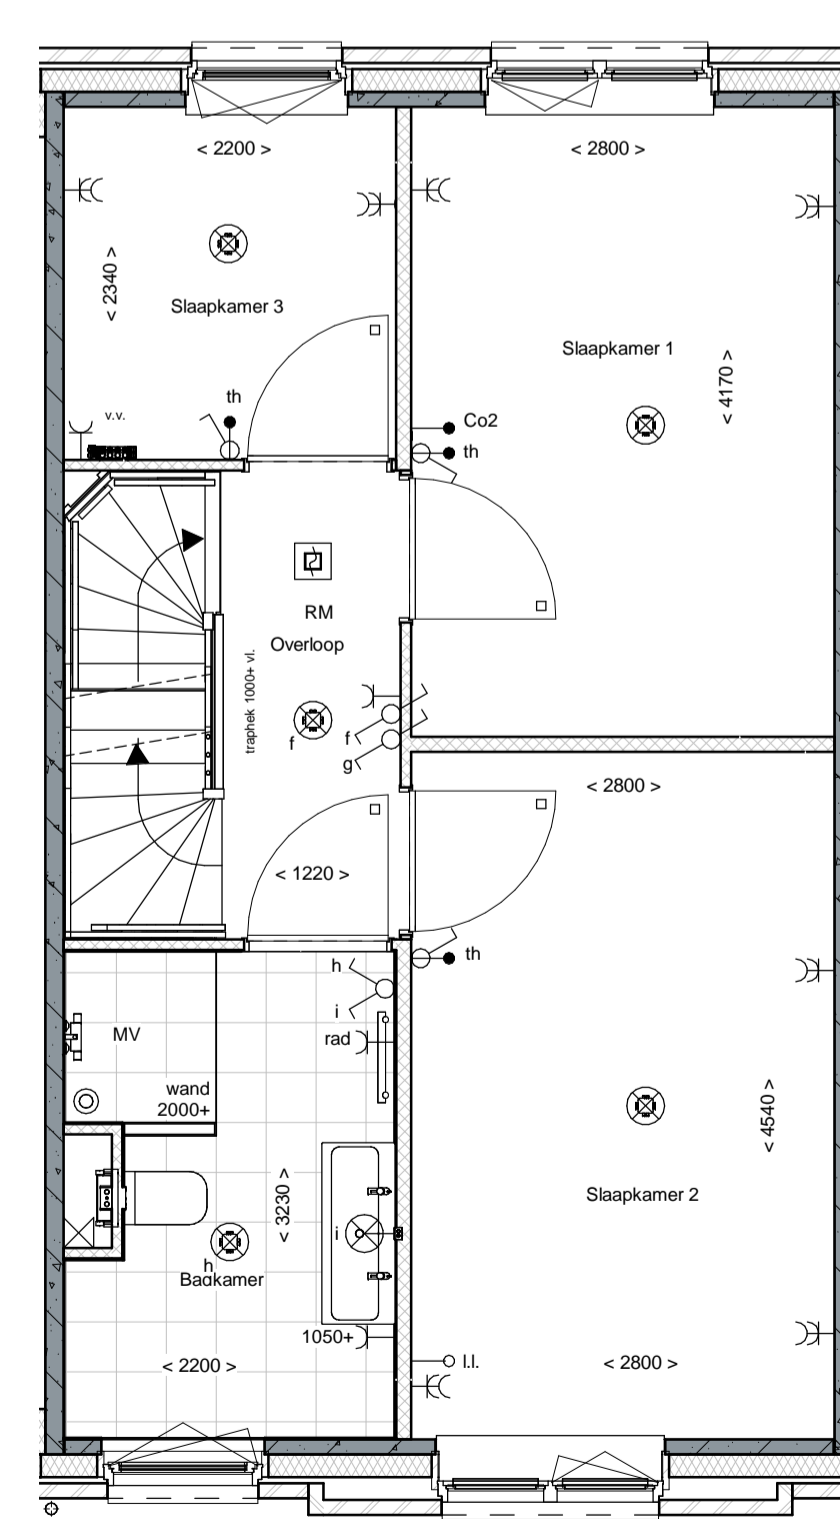 < 2200 >
< 2800 >
< 2340 >
Slaapkamer 3
Slaapkamer 1
< 4170 >
th
v.v.
Co2
th
RM
Overloop
traphek 1000+ vl.
f
f
g
< 2800 >
< 1220 >
th
h
i
rad
MV
wand
2000+
< 4540 >
< 3230 >
Slaapkamer 2
i
h
Badkamer
1050+
< 2200 >
l.l.
< 2800 >